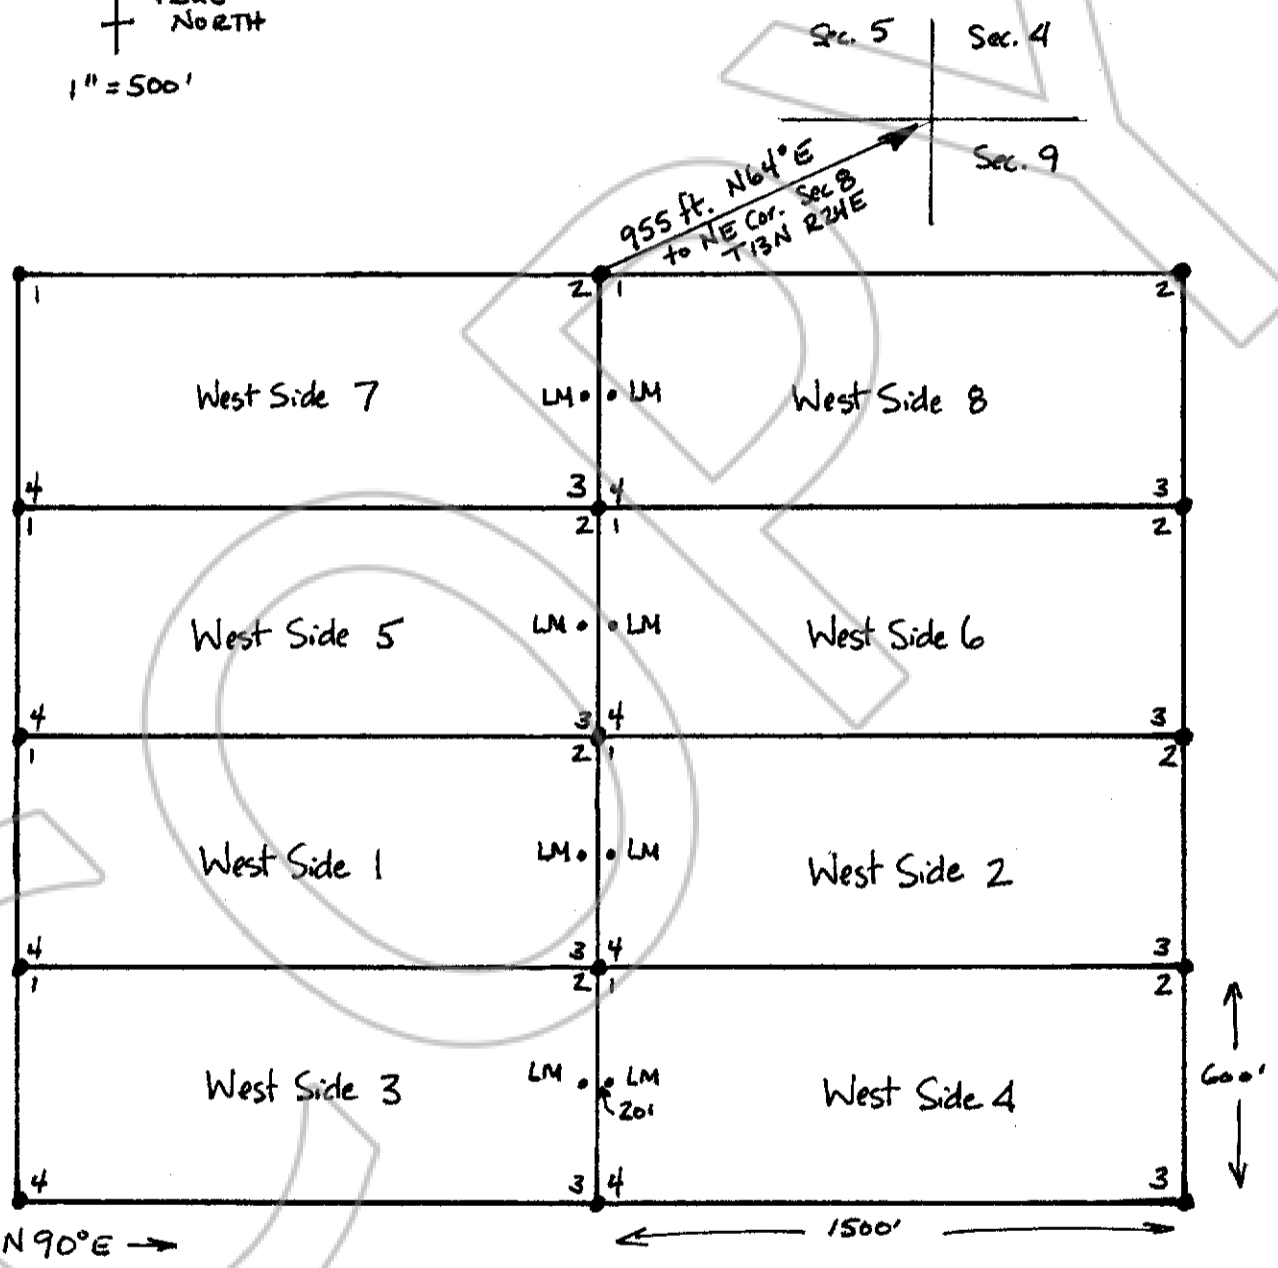 NORTH
1" = 500'
Sec. 5 Sec. 4
Sec. 9
955 ft. N64°E
to NE Cor. Sec 8
T13N R24E
1 2 1 2
West Side 7 LM LM West Side 8
4 3 4 3
1 2 1 2
West Side 5 LM LM West Side 6
4 3 4 3
1 2 1 2
West Side 1 LM LM West Side 2
4 3 4 3
1 2 1 2
West Side 3 LM LM West Side 4
600'
4 3 4 3
N 90°E
1500'
COPY